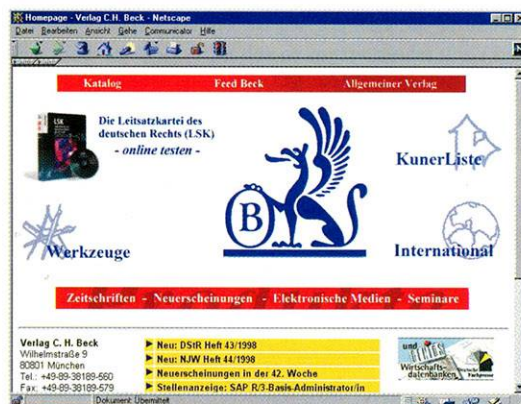 Homepage - Verlag C.H. Beck - Netscape
Datei Bearbeiten Ansicht Gehe Communicator Hilfe
Katalog Feed Beck Allgemeiner Verlag
LSK
Die Leitsatzkartei des
deutschen Rechts (LSK)
- online testen -
B
KunerListe
Werkzeuge
International
Zeitschriften - Neuerscheinungen - Elektronische Medien - Seminare
Verlag C. H. Beck
Wilhelmstraße 9
80801 München
Tel.: +49-89-38189-560
Fax: +49-89-38189-579
Neu: DStR Heft 43/1998
Neu: NJW Heft 44/1998
Neuerscheinungen in der 42. Woche
Stellenanzeige: SAP R/3-Basis-Administrator/in
und
Wirtschafts-
datenbanken
Dokument: Übermittelt